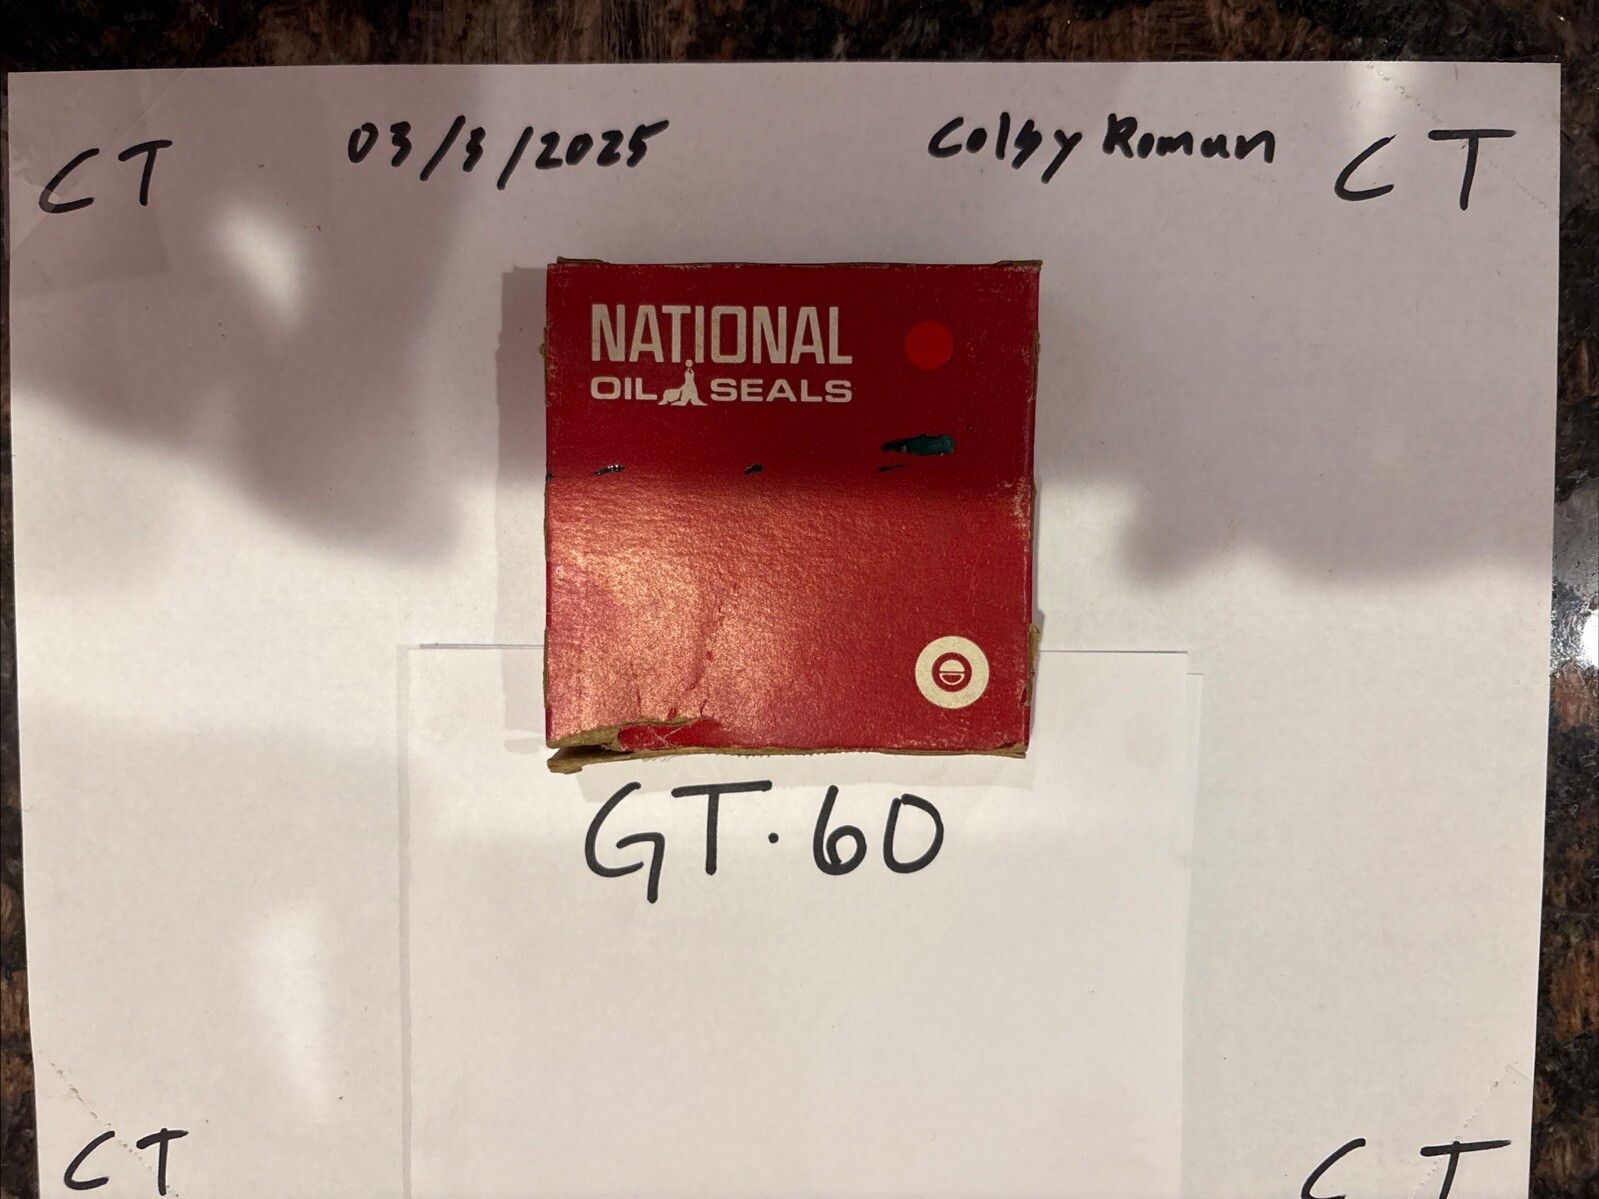 CT 03/3/2025 Colby Roman CT
NATIONAL
OIL SEALS
GT·60
CT CT